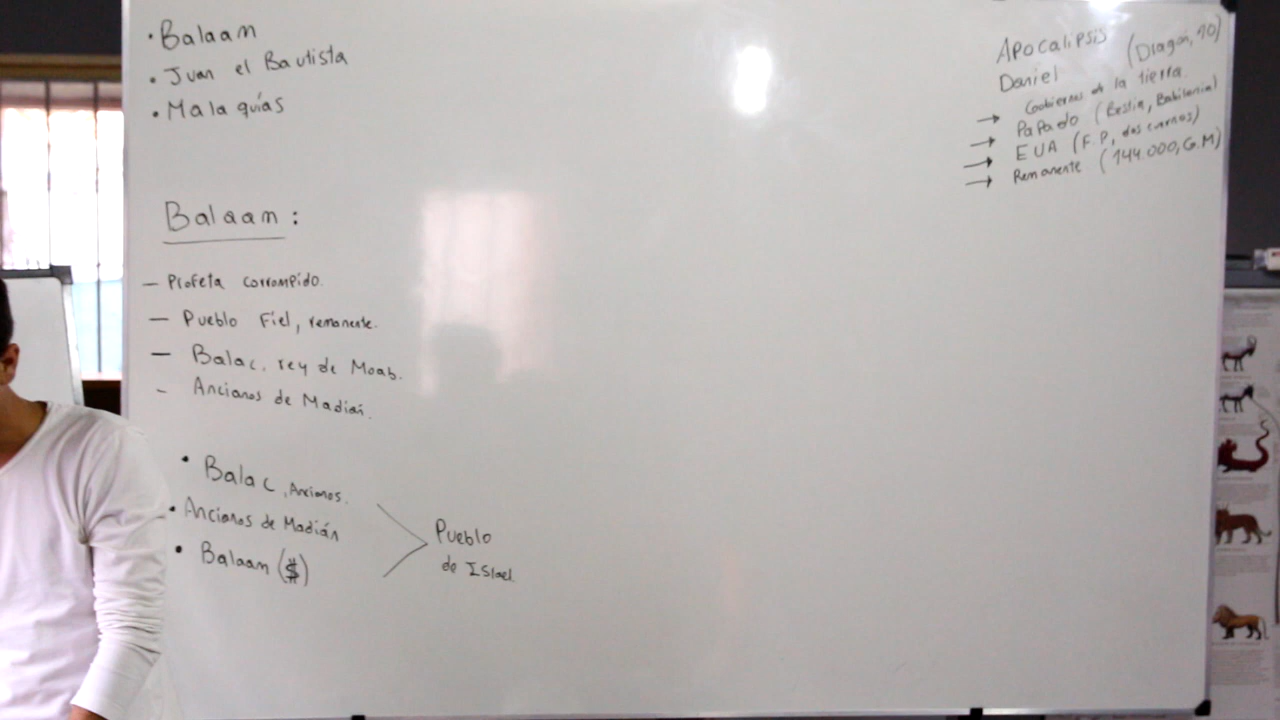 • Balaam
• Juan el Bautista
• Malaquías
Balaam:
— Profeta corrompido.
— Pueblo Fiel, remanente.
— Balac, rey de Moab.
- Ancianos de Madián.
• Balac, Ancianos.
• Ancianos de Madián
• Balaam ($)
Pueblo
de Israel
Apocalipsis
Daniel (Dragón, 10)
→ Gobiernos de la tierra.
→ Papado (Bestia, Babilonia)
→ EUA (F.P, dos cuernos)
→ Remanente (144.000, G.M)